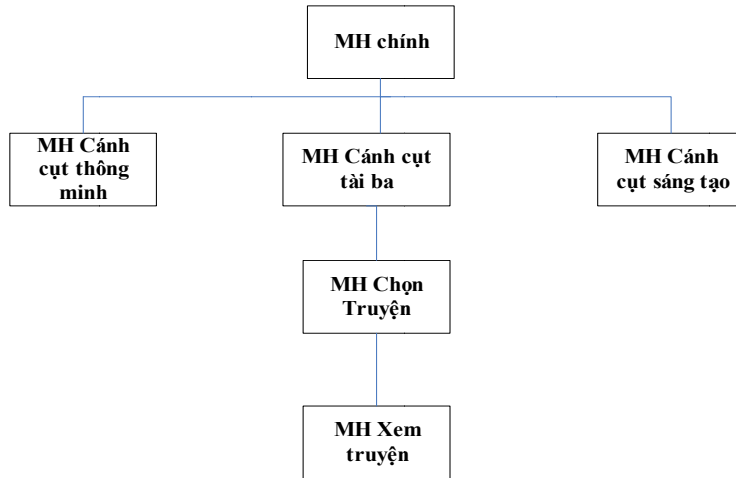 MH chính
MH Cánh
cụt thông
minh
MH Cánh cụt
tài ba
MH Cánh
cụt sáng tạo
MH Chọn
Truyện
MH Xem
truyện